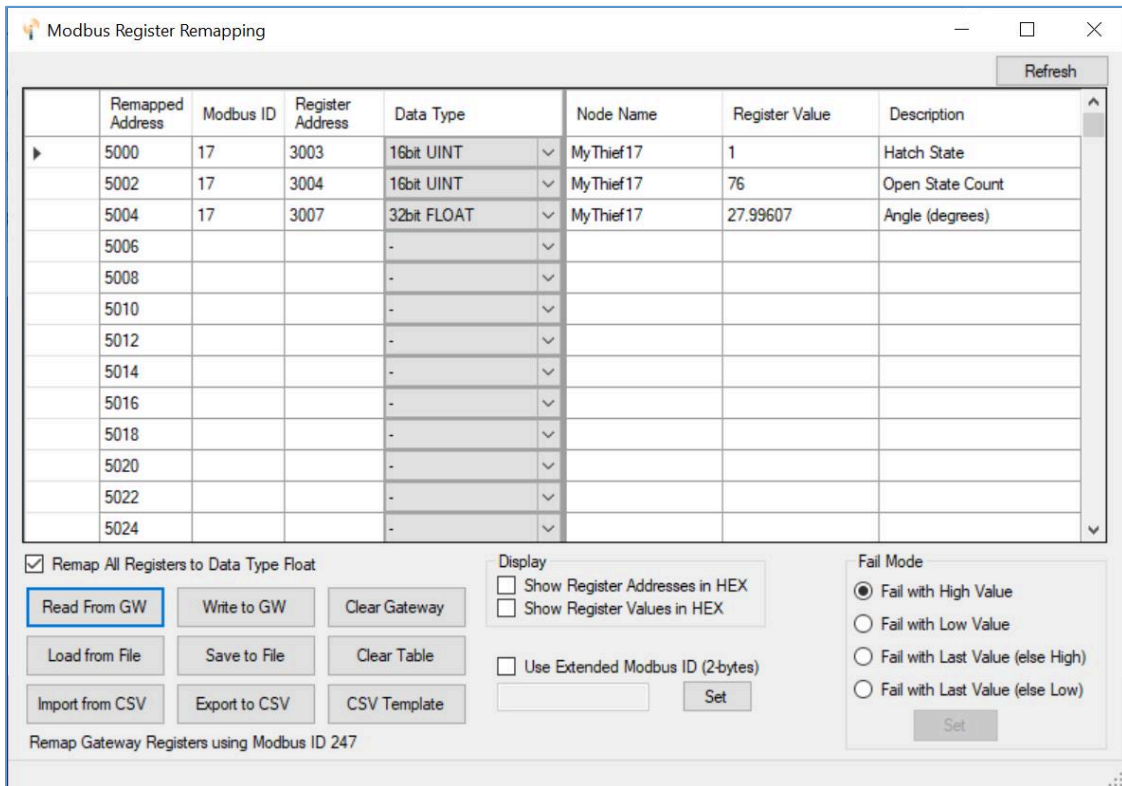 Modbus Register Remapping
Refresh
Remapped Address Modbus ID Register Address Data Type Node Name Register Value Description
5000 17 3003 16bit UINT MyThief17 1 Hatch State
5002 17 3004 16bit UINT MyThief17 76 Open State Count
5004 17 3007 32bit FLOAT MyThief17 27.99607 Angle (degrees)
5006 -
5008 -
5010 -
5012 -
5014 -
5016 -
5018 -
5020 -
5022 -
5024 -
Remap All Registers to Data Type Float
Read From GW Write to GW Clear Gateway
Load from File Save to File Clear Table
Import from CSV Export to CSV CSV Template
Remap Gateway Registers using Modbus ID 247
Display
Show Register Addresses in HEX
Show Register Values in HEX
Use Extended Modbus ID (2-bytes)
Set
Fail Mode
Fail with High Value
Fail with Low Value
Fail with Last Value (else High)
Fail with Last Value (else Low)
Set